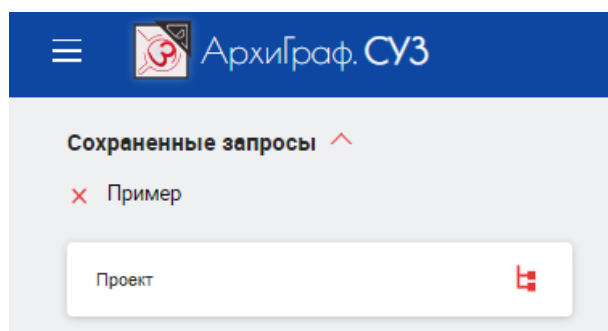 АрхиГраф.СУЗ
Сохраненные запросы
Пример
Проект